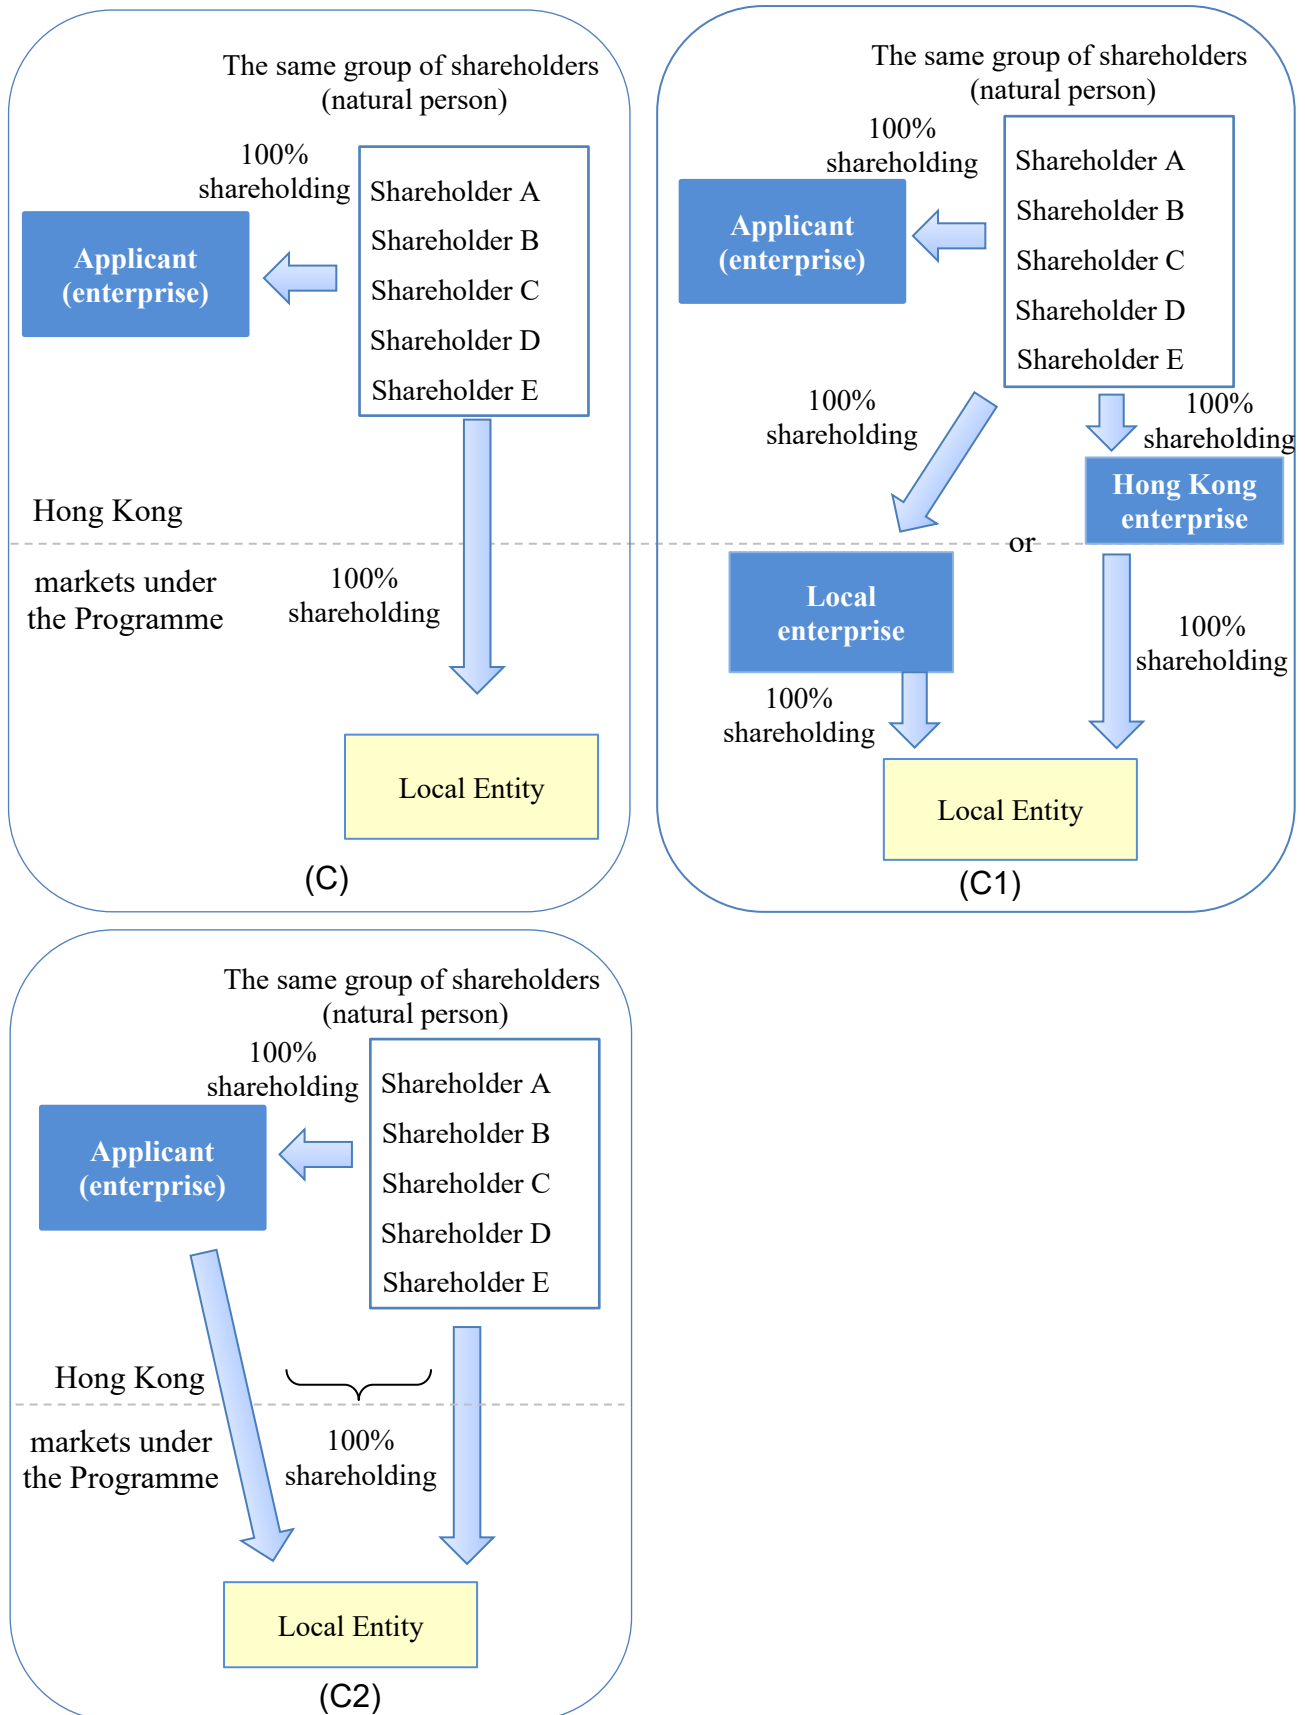 The same group of shareholders
(natural person)
100%
shareholding
Shareholder A
Shareholder B
Shareholder C
Shareholder D
Shareholder E
Applicant
(enterprise)
Hong Kong
markets under
the Programme
100%
shareholding
Local Entity
(C)
The same group of shareholders
(natural person)
100%
shareholding
Shareholder A
Shareholder B
Shareholder C
Shareholder D
Shareholder E
Applicant
(enterprise)
100%
shareholding
100%
shareholding
Hong Kong
enterprise
or
Local
enterprise
100%
shareholding
100%
shareholding
Local Entity
(C1)
The same group of shareholders
(natural person)
100%
shareholding
Shareholder A
Shareholder B
Shareholder C
Shareholder D
Shareholder E
Applicant
(enterprise)
Hong Kong
markets under
the Programme
100%
shareholding
Local Entity
(C2)